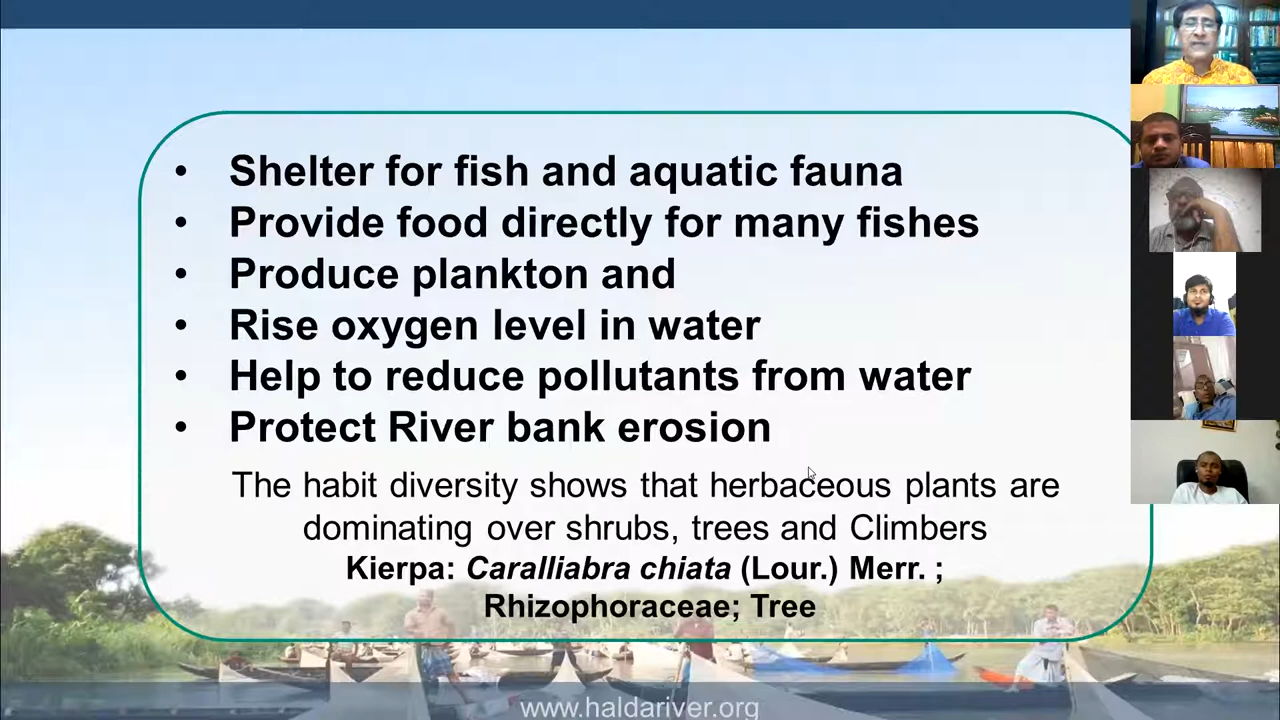 • Shelter for fish and aquatic fauna
• Provide food directly for many fishes
• Produce plankton and
• Rise oxygen level in water
• Help to reduce pollutants from water
• Protect River bank erosion
The habit diversity shows that herbaceous plants are
dominating over shrubs, trees and Climbers
Kierpa: Caralliabra chiata (Lour.) Merr. ;
Rhizophoraceae; Tree
www.haldariver.org